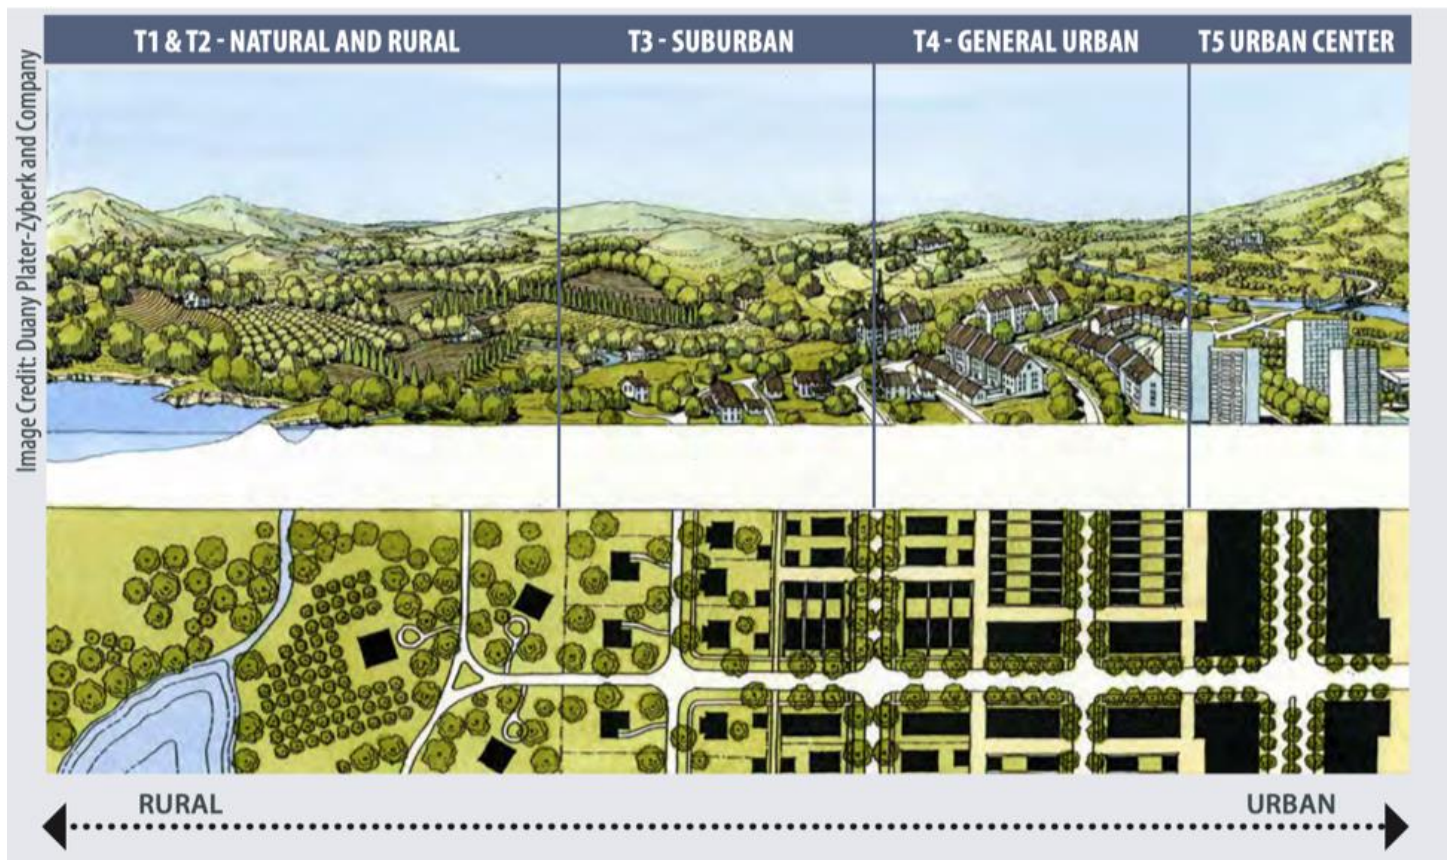 T1 & T2 - NATURAL AND RURAL
T3 - SUBURBAN
T4 - GENERAL URBAN
T5 URBAN CENTER
Image Credit: Duany Plater-Zyberk and Company
RURAL
URBAN